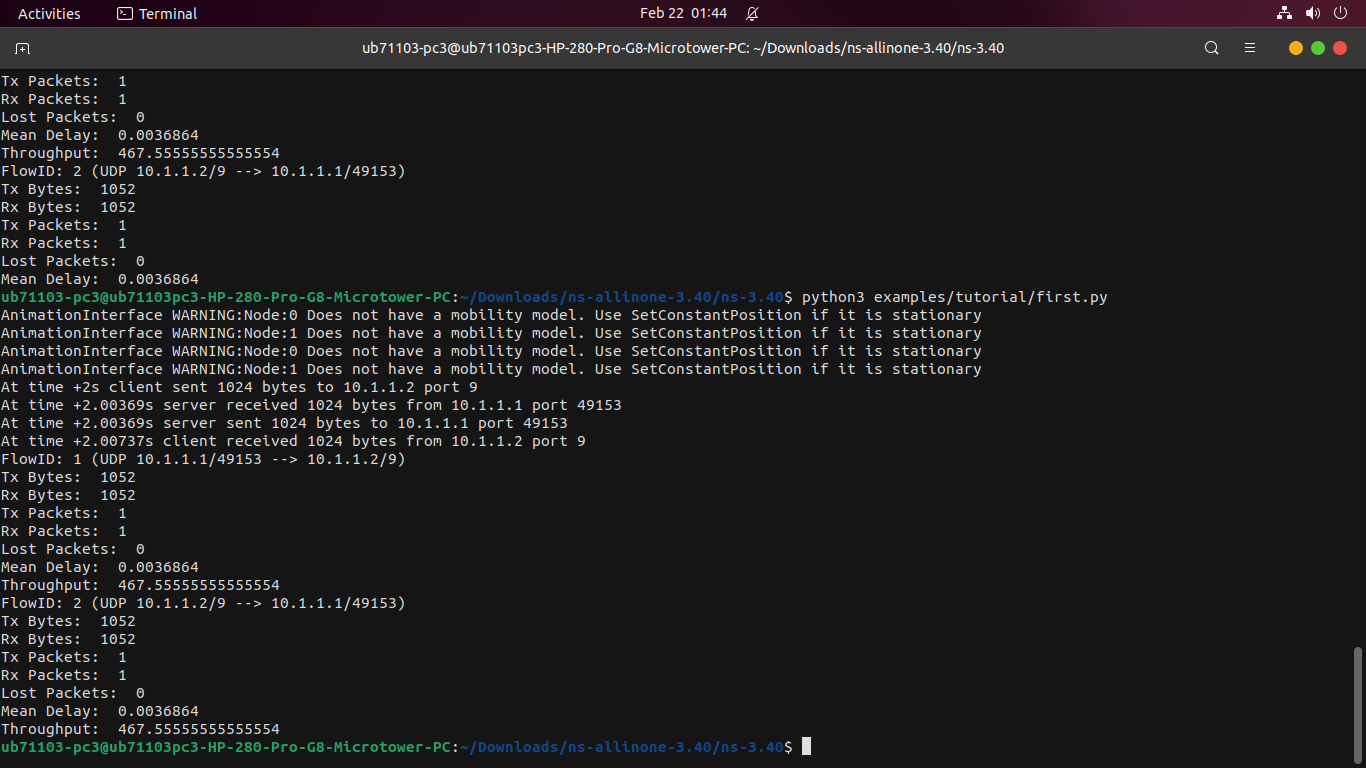 Activities Terminal Feb 22 01:44
ub71103-pc3@ub71103pc3-HP-280-Pro-G8-Microtower-PC: ~/Downloads/ns-allinone-3.40/ns-3.40
Tx Packets:  1
Rx Packets:  1
Lost Packets:  0
Mean Delay:  0.0036864
Throughput:  467.55555555555554
FlowID: 2 (UDP 10.1.1.2/9 --> 10.1.1.1/49153)
Tx Bytes:  1052
Rx Bytes:  1052
Tx Packets:  1
Rx Packets:  1
Lost Packets:  0
Mean Delay:  0.0036864
ub71103-pc3@ub71103pc3-HP-280-Pro-G8-Microtower-PC:~/Downloads/ns-allinone-3.40/ns-3.40$ python3 examples/tutorial/first.py
AnimationInterface WARNING:Node:0 Does not have a mobility model. Use SetConstantPosition if it is stationary
AnimationInterface WARNING:Node:1 Does not have a mobility model. Use SetConstantPosition if it is stationary
AnimationInterface WARNING:Node:0 Does not have a mobility model. Use SetConstantPosition if it is stationary
AnimationInterface WARNING:Node:1 Does not have a mobility model. Use SetConstantPosition if it is stationary
At time +2s client sent 1024 bytes to 10.1.1.2 port 9
At time +2.00369s server received 1024 bytes from 10.1.1.1 port 49153
At time +2.00369s server sent 1024 bytes to 10.1.1.1 port 49153
At time +2.00737s client received 1024 bytes from 10.1.1.2 port 9
FlowID: 1 (UDP 10.1.1.1/49153 --> 10.1.1.2/9)
Tx Bytes:  1052
Rx Bytes:  1052
Tx Packets:  1
Rx Packets:  1
Lost Packets:  0
Mean Delay:  0.0036864
Throughput:  467.55555555555554
FlowID: 2 (UDP 10.1.1.2/9 --> 10.1.1.1/49153)
Tx Bytes:  1052
Rx Bytes:  1052
Tx Packets:  1
Rx Packets:  1
Lost Packets:  0
Mean Delay:  0.0036864
Throughput:  467.55555555555554
ub71103-pc3@ub71103pc3-HP-280-Pro-G8-Microtower-PC:~/Downloads/ns-allinone-3.40/ns-3.40$